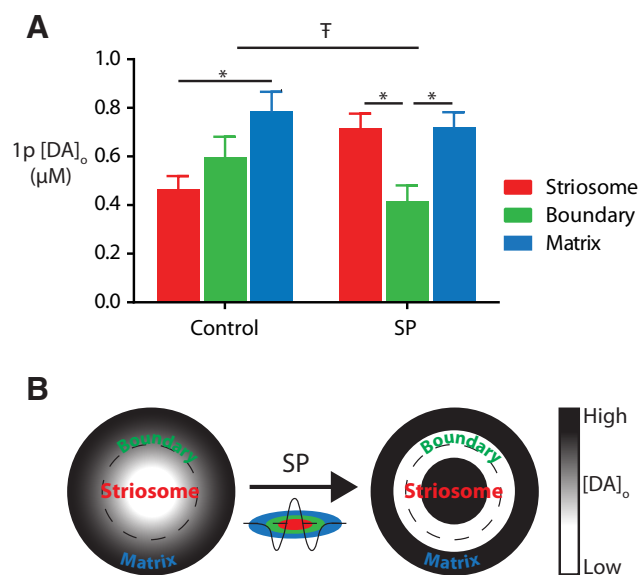 A
Ŧ
1.0
0.8
0.6
0.4
0.2
0.0
1p [DA]o
(µM)
*
*
*
Control
SP
Striosome
Boundary
Matrix
B
Boundary
Striosome
Matrix
SP
Boundary
Striosome
Matrix
High
[DA]o
Low